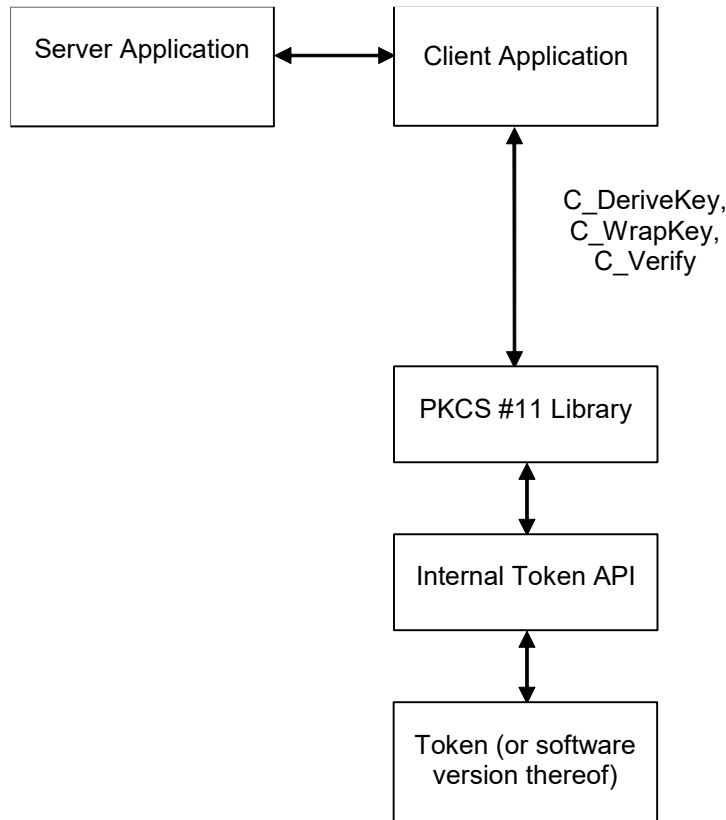 Server Application
Client Application
C_DeriveKey,
C_WrapKey,
C_Verify
PKCS #11 Library
Internal Token API
Token (or software
version thereof)